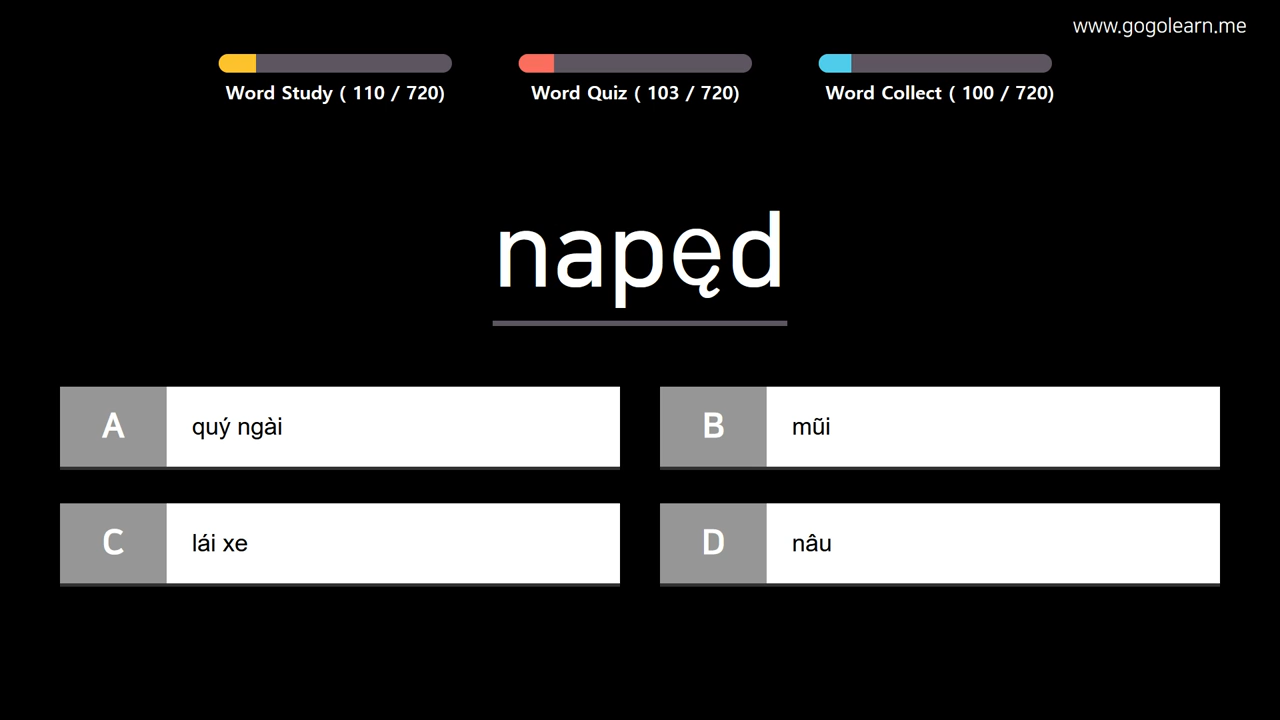 www.gogolearn.me
Word Study ( 110 / 720)
Word Quiz ( 103 / 720)
Word Collect ( 100 / 720)
napęd
A quý ngài
B mũi
C lái xe
D nâu